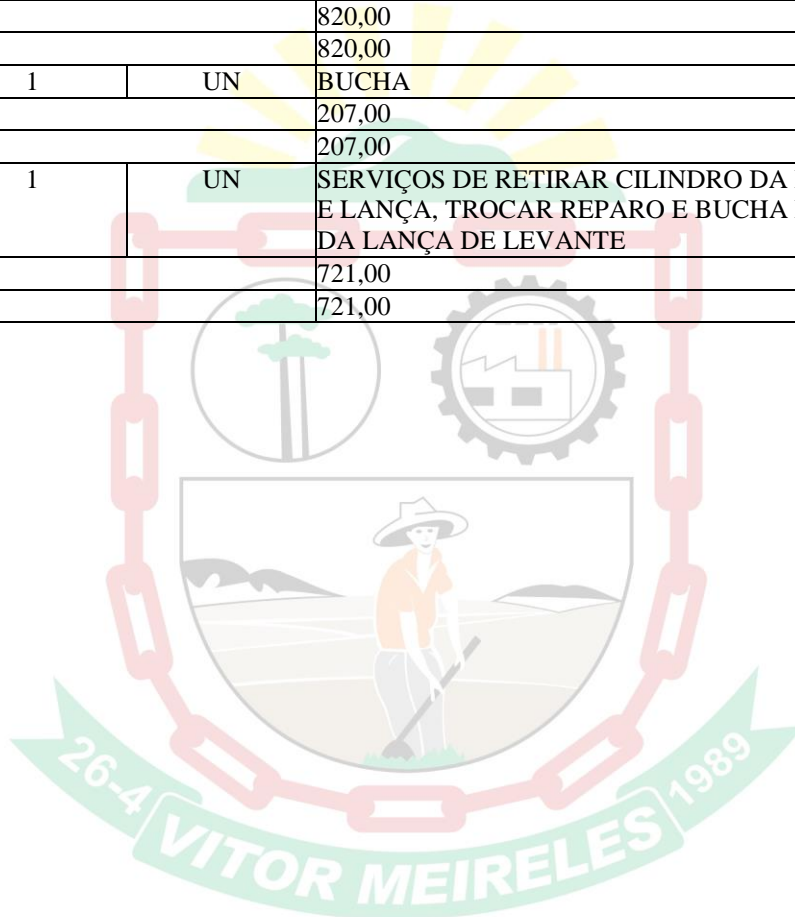 820,00
820,00
1 UN BUCHA
207,00
207,00
1 UN SERVIÇOS DE RETIRAR CILINDRO DA
E LANÇA, TROCAR REPARO E BUCHA
DA LANÇA DE LEVANTE
721,00
721,00
26-4 VITOR MEIRELES 1989